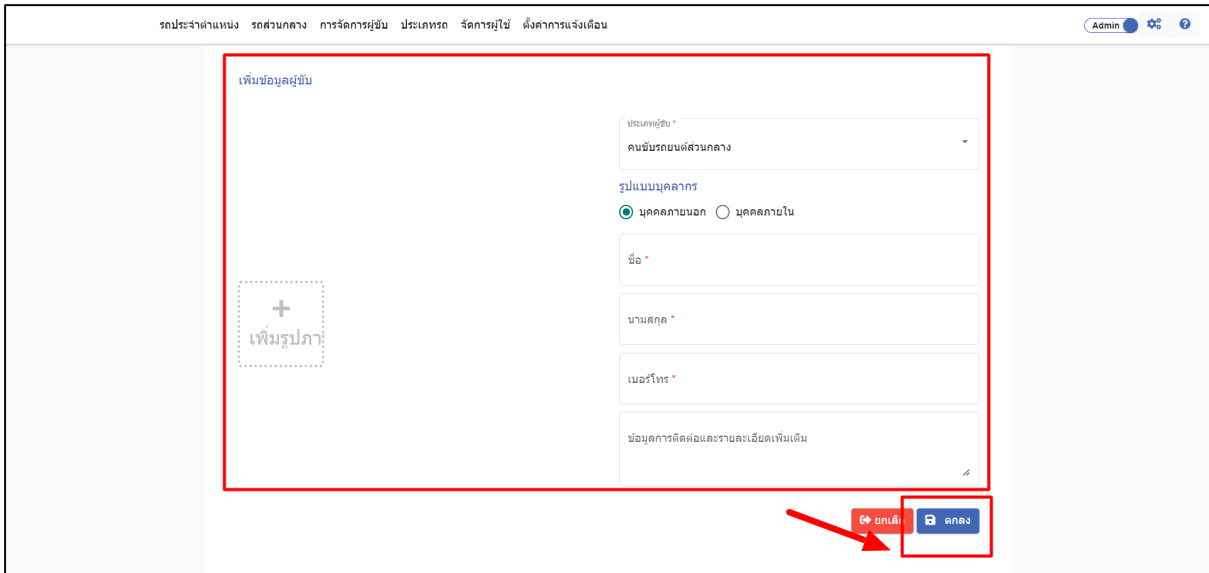 รถประจำตำแหน่ง รถส่วนกลาง การจัดการผู้ขับ ประเภทรถ จัดการผู้ใช้ ตั้งค่าการแจ้งเตือน Admin
เพิ่มข้อมูลผู้ขับ
ประเภทผู้ขับ *
คนขับรถยนต์ส่วนกลาง
รูปแบบบุคลากร
บุคคลภายนอก บุคคลภายใน
ชื่อ *
+
เพิ่มรูปภา
นามสกุล *
เบอร์โทร *
ข้อมูลการติดต่อและรายละเอียดเพิ่มเติม
ยกเลิก ตกลง